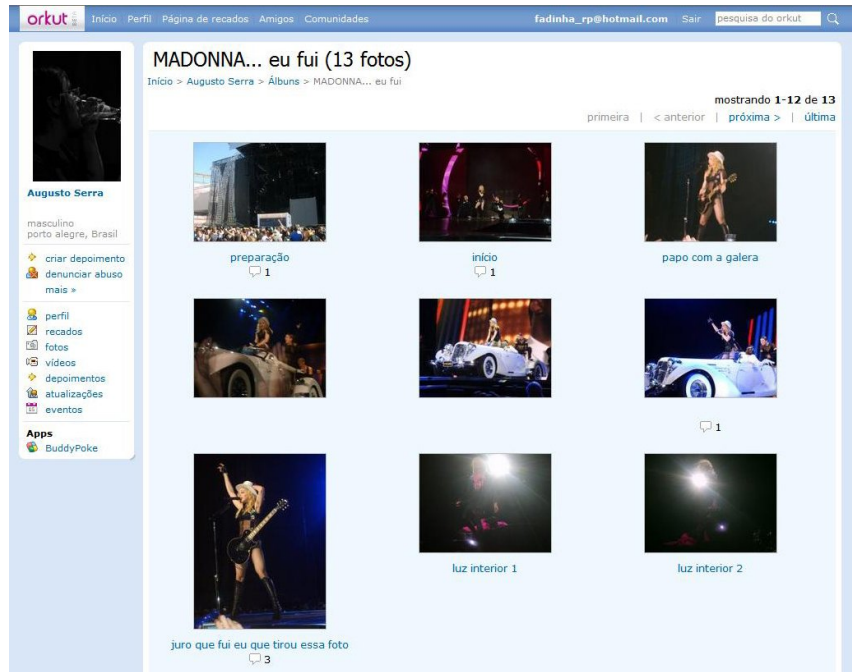 orkut BETA Início Perfil Página de recados Amigos Comunidades fadinha_rp@hotmail.com Sair pesquisa do orkut
MADONNA... eu fui (13 fotos)
Início > Augusto Serra > Álbuns > MADONNA... eu fui
mostrando 1-12 de 13
primeira | < anterior | próxima > | última
Augusto Serra
masculino
porto alegre, Brasil
criar depoimento
denunciar abuso
mais »
perfil
recados
fotos
vídeos
depoimentos
atualizações
eventos
Apps
BuddyPoke
preparação
1
início
1
papo com a galera
1
juro que fui eu que tirou essa foto
3
luz interior 1
luz interior 2